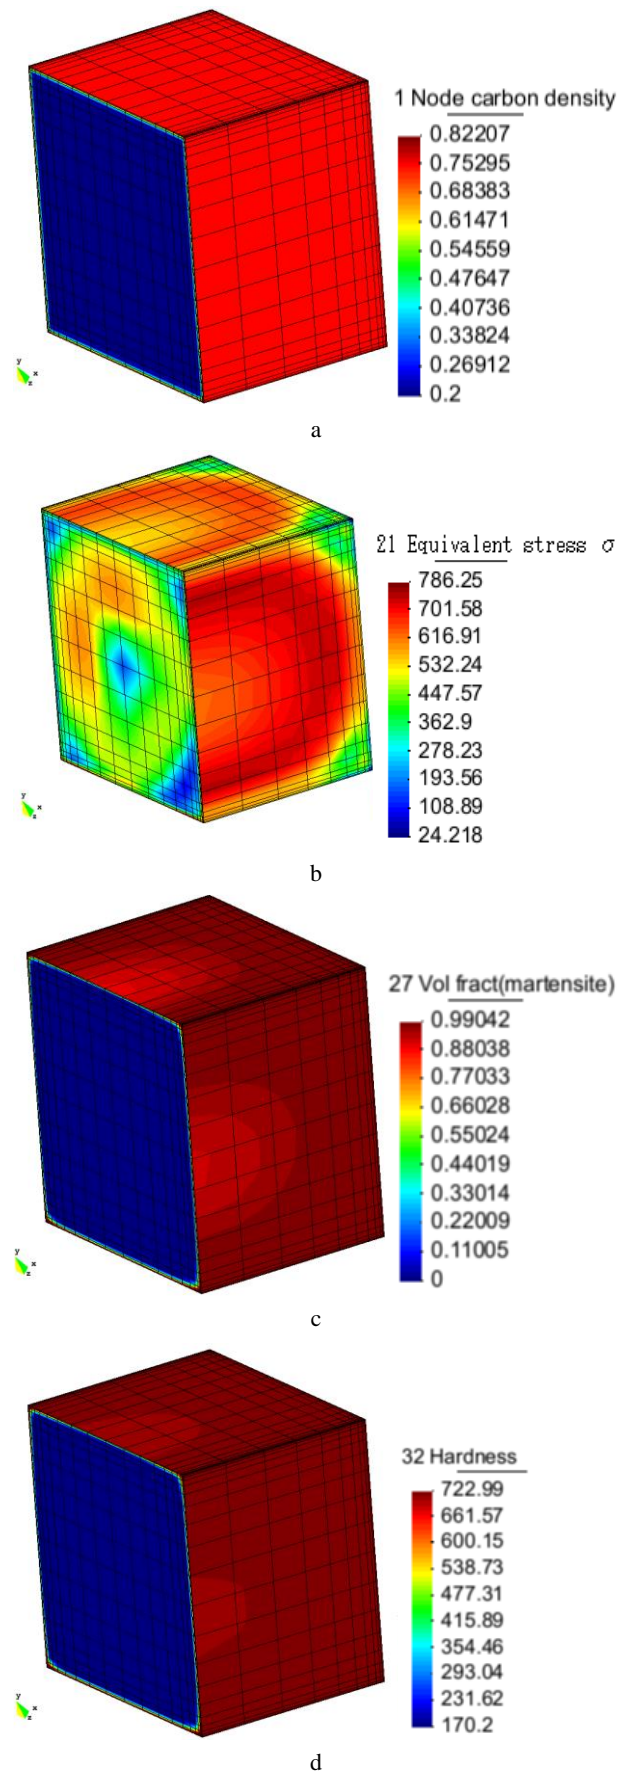 1 Node carbon density
0.82207
0.75295
0.68383
0.61471
0.54559
0.47647
0.40736
0.33824
0.26912
0.2
y
x
z
a
21 Equivalent stress σ
786.25
701.58
616.91
532.24
447.57
362.9
278.23
193.56
108.89
24.218
y
x
z
b
27 Vol fract(martensite)
0.99042
0.88038
0.77033
0.66028
0.55024
0.44019
0.33014
0.22009
0.11005
0
y
x
z
c
32 Hardness
722.99
661.57
600.15
538.73
477.31
415.89
354.46
293.04
231.62
170.2
y
x
z
d